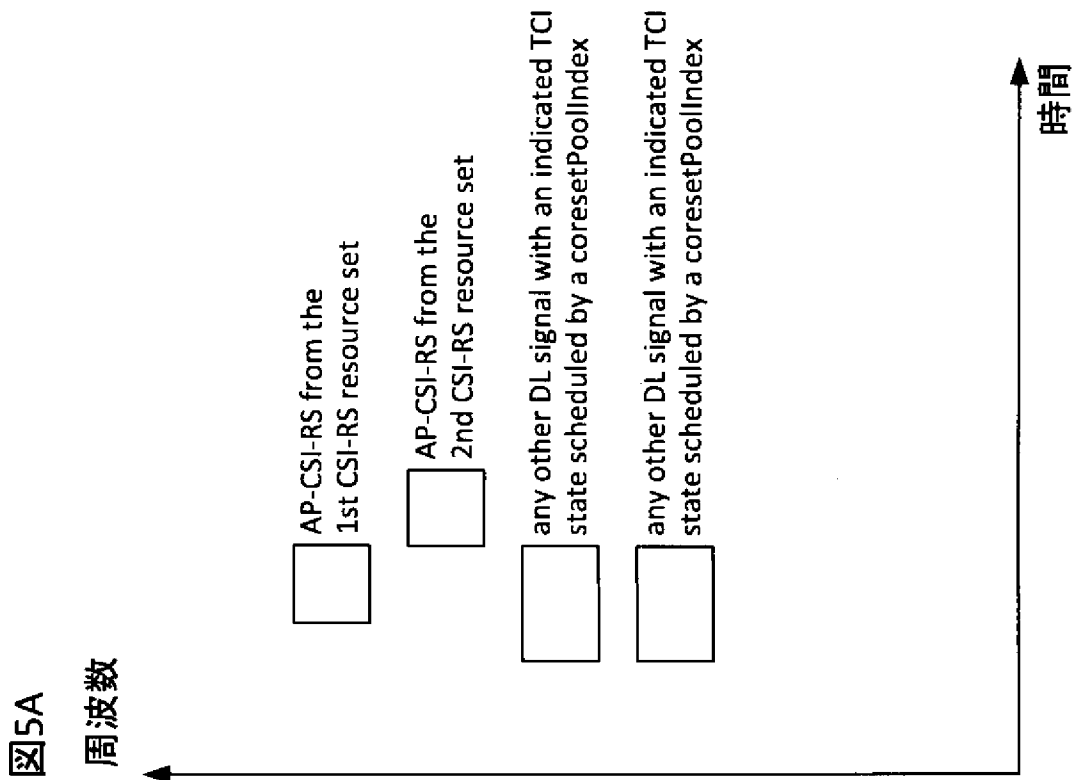 図5A
周波数
AP-CSI-RS from the
1st CSI-RS resource set
AP-CSI-RS from the
2nd CSI-RS resource set
any other DL signal with an indicated TCI
state scheduled by a coresetPoolIndex
any other DL signal with an indicated TCI
state scheduled by a coresetPoolIndex
時間